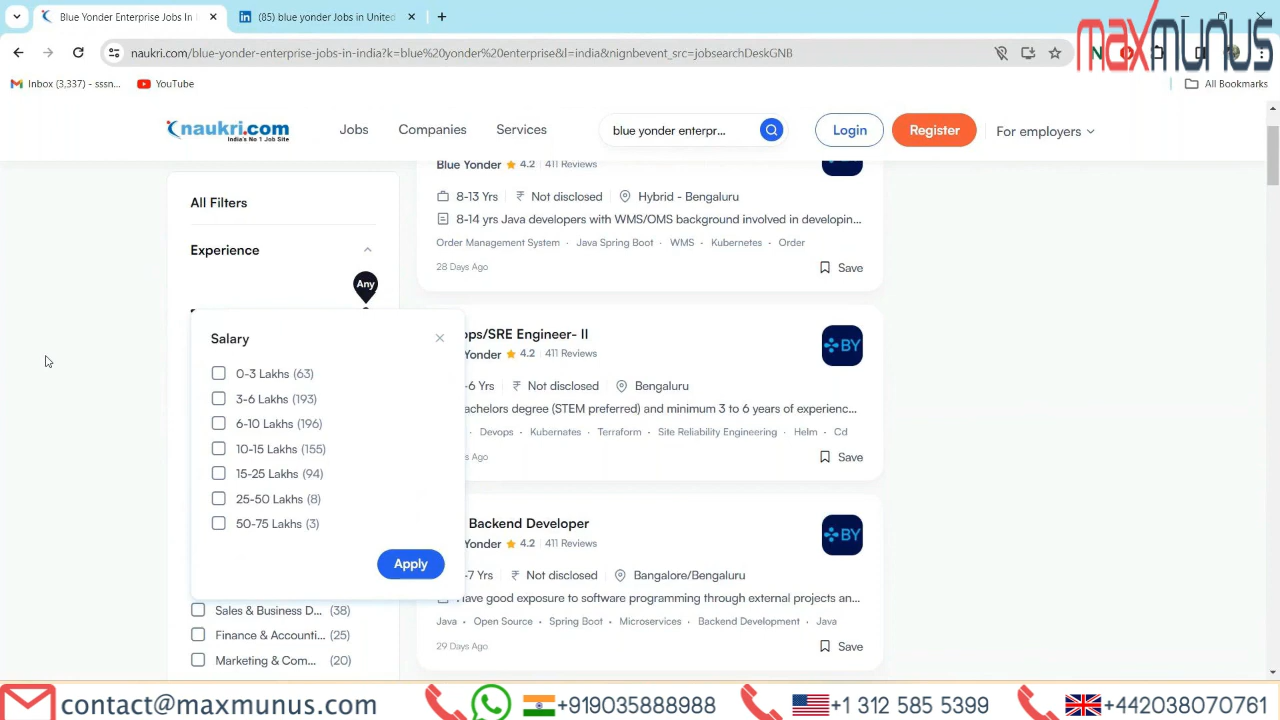 Blue Yonder Enterprise Jobs In
(85) blue yonder Jobs in United
naukri.com/blue-yonder-enterprise-jobs-in-india?k=blue%20yonder%20enterprise&l=india&nignbevent_src=jobsearchDeskGNB
maxmunus
Inbox (3,337) - sssn...
YouTube
All Bookmarks
naukri.com
India's No 1 Job Site
Jobs
Companies
Services
blue yonder enterpr...
Login
Register
For employers
All Filters
Experience
Any
Salary
0-3 Lakhs (63)
3-6 Lakhs (193)
6-10 Lakhs (196)
10-15 Lakhs (155)
15-25 Lakhs (94)
25-50 Lakhs (8)
50-75 Lakhs (3)
Apply
Sales & Business D... (38)
Finance & Accounti... (25)
Marketing & Com... (20)
Blue Yonder 4.2 411 Reviews
8-13 Yrs ₹ Not disclosed Hybrid - Bengaluru
8-14 yrs Java developers with WMS/OMS background involved in developin...
Order Management System · Java Spring Boot · WMS · Kubernetes · Order
28 Days Ago
Save
ops/SRE Engineer- II
BY
Yonder 4.2 411 Reviews
-6 Yrs ₹ Not disclosed Bengaluru
achelors degree (STEM preferred) and minimum 3 to 6 years of experienc...
· Devops · Kubernates · Terraform · Site Reliability Engineering · Helm · Cd
s Ago
Save
Backend Developer
BY
Yonder 4.2 411 Reviews
-7 Yrs ₹ Not disclosed Bangalore/Bengaluru
Have good exposure to software programming through external projects an...
Java · Open Source · Spring Boot · Microservices · Backend Development · Java
29 Days Ago
Save
contact@maxmunus.com
+919035888988
+1 312 585 5399
+442038070761